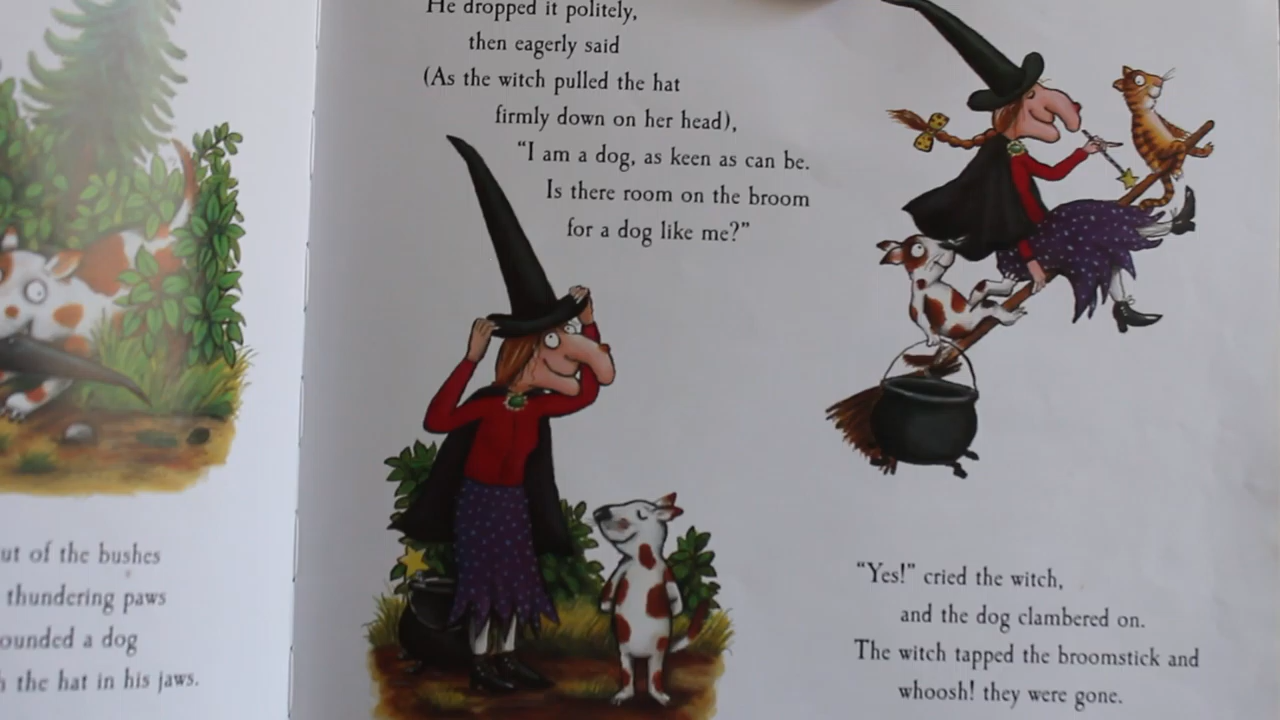 ut of the bushes
thundering paws
ounded a dog
the hat in his jaws.
He dropped it politely,
then eagerly said
(As the witch pulled the hat
firmly down on her head),
"I am a dog, as keen as can be.
Is there room on the broom
for a dog like me?"
"Yes!" cried the witch,
and the dog clambered on.
The witch tapped the broomstick and
whoosh! they were gone.